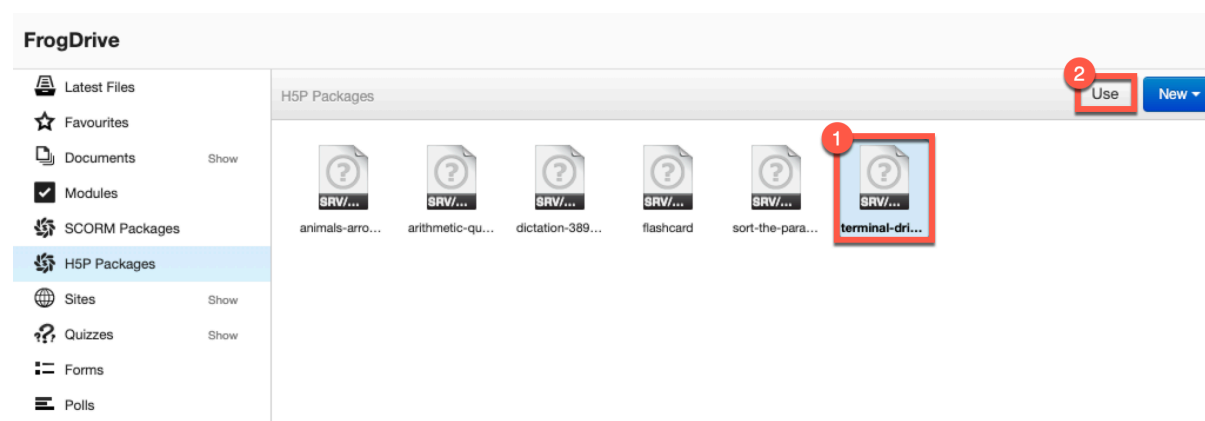 FrogDrive
Latest Files
Favourites
Documents Show
Modules
SCORM Packages
H5P Packages
Sites Show
Quizzes Show
Forms
Polls
H5P Packages
2
Use
New
1
SRV/...
SRV/...
SRV/...
SRV/...
SRV/...
SRV/...
animals-arro...
arithmetic-qu...
dictation-389...
flashcard
sort-the-para...
terminal-dri...